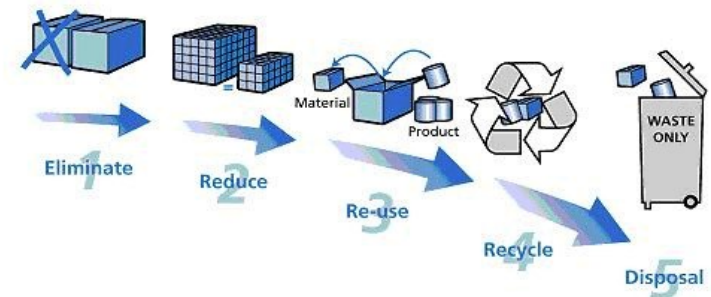 1
Eliminate
2
Reduce
=
Material
Product
3
Re-use
4
Recycle
WASTE
ONLY
5
Disposal